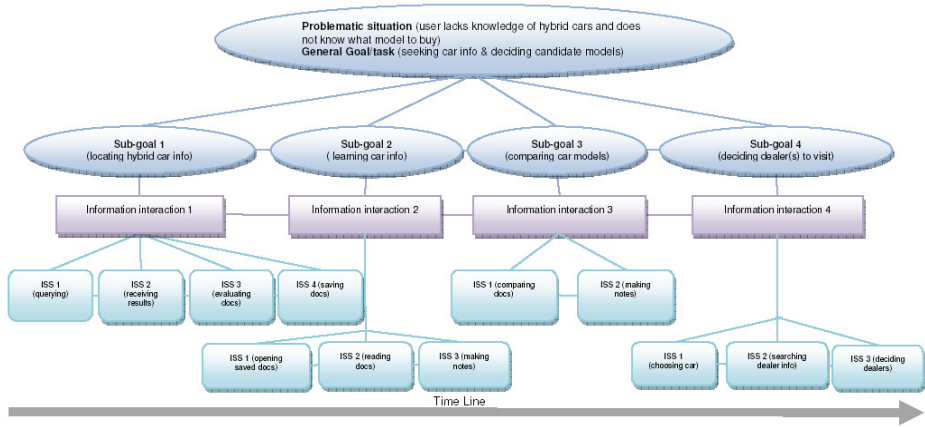 Problematic situation (user lacks knowledge of hybrid cars and does
not know what model to buy)
General Goal/task (seeking car info & deciding candidate models)
Sub-goal 1
(locating hybrid car info)
Sub-goal 2
( learning car info)
Sub-goal 3
(comparing car models)
Sub-goal 4
(deciding dealer(s) to visit)
Information interaction 1
Information interaction 2
Information interaction 3
Information interaction 4
ISS 1
(querying)
ISS 2
(receiving
results)
ISS 3
(evaluating
docs)
ISS 4 (saving
docs)
ISS 1 (comparing
docs)
ISS 2 (making
notes)
ISS 1 (opening
saved docs)
ISS 2 (reading
docs)
ISS 3 (making
notes)
ISS 1
(choosing car)
ISS 2 (searching
dealer info)
ISS 3 (deciding
dealers)
Time Line